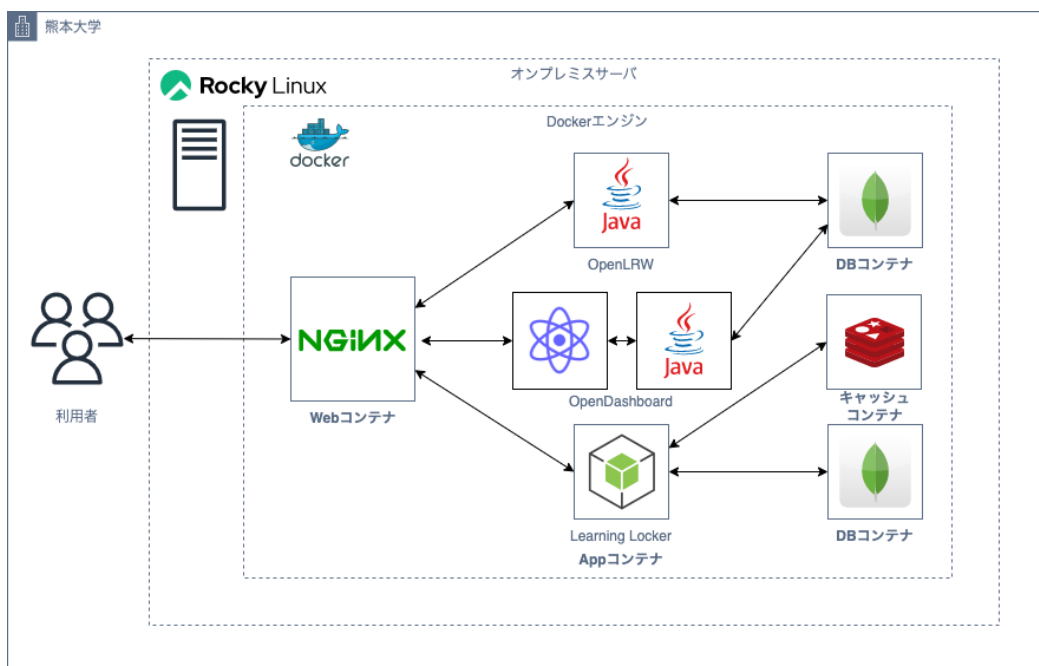 熊本大学
オンプレミスサーバ
Rocky Linux
Dockerエンジン
docker
Java
OpenLRW
DBコンテナ
NGINX
Webコンテナ
利用者
Java
OpenDashboard
キャッシュ
コンテナ
Learning Locker
Appコンテナ
DBコンテナ